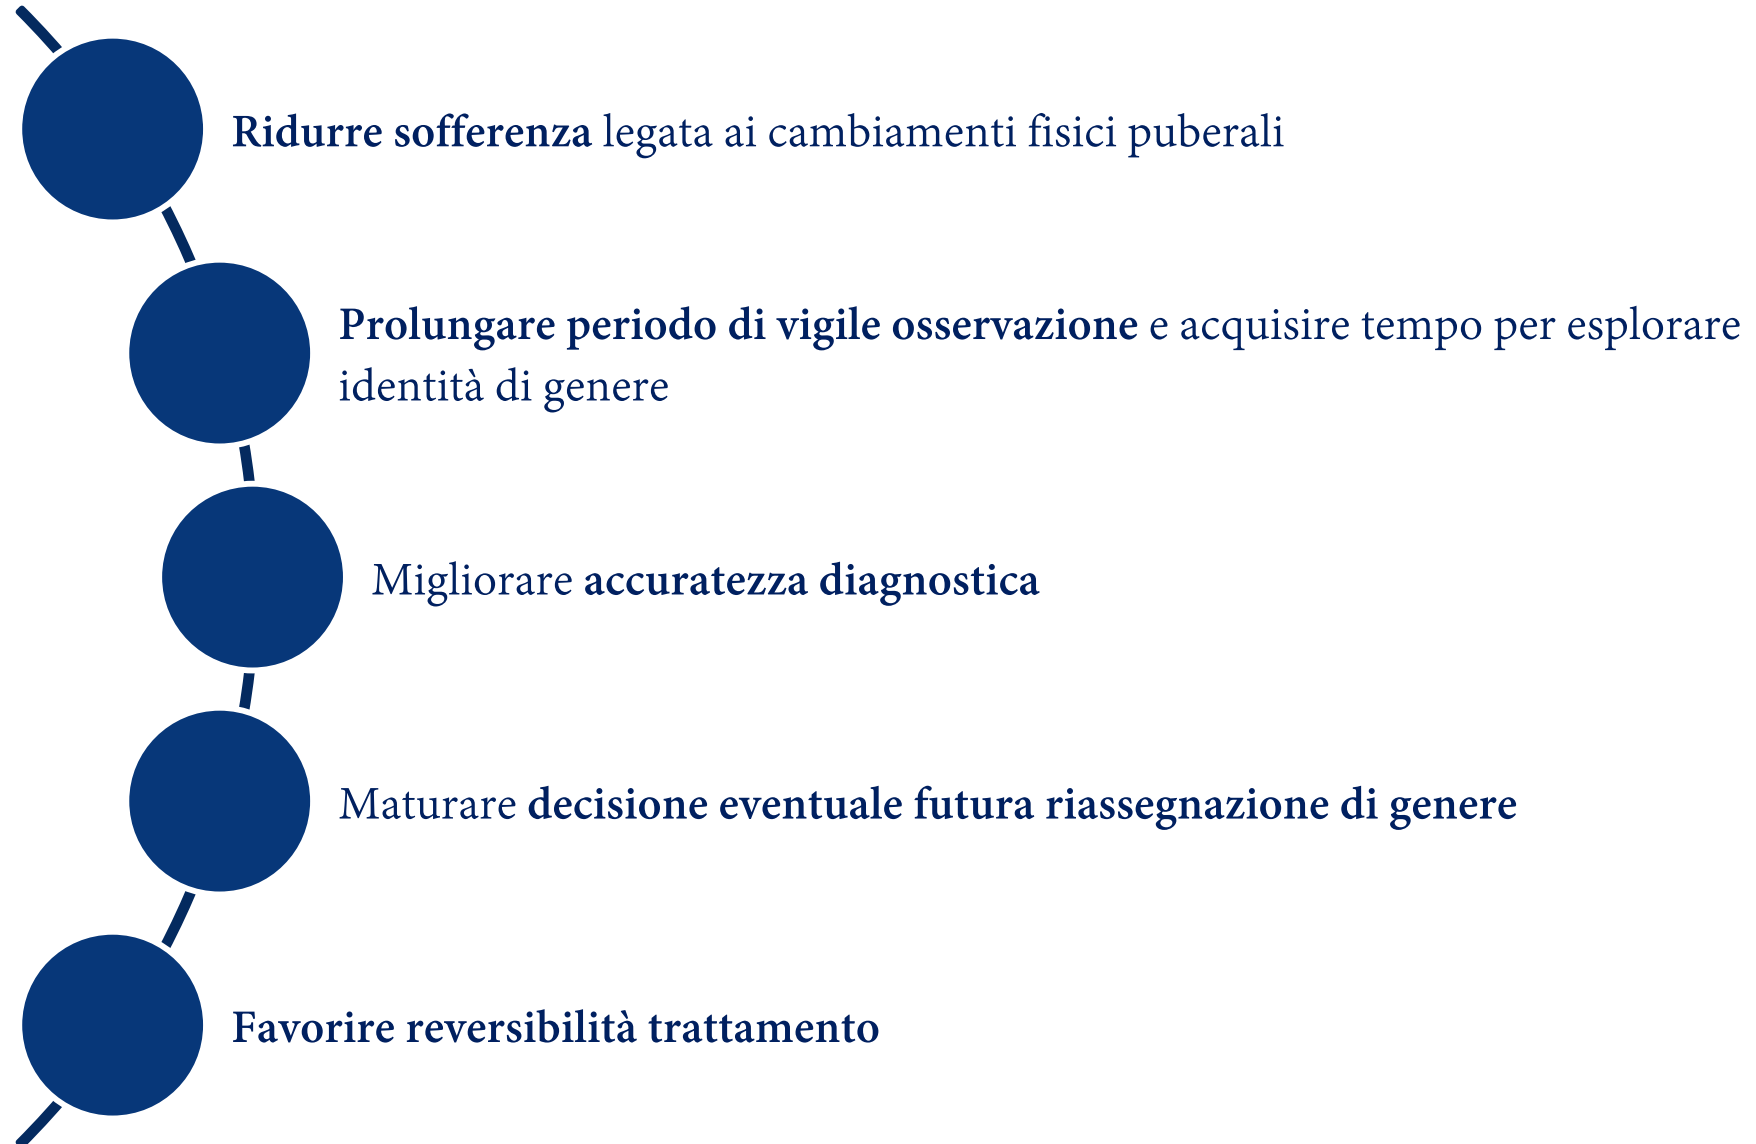 Ridurre sofferenza legata ai cambiamenti fisici puberali
Prolungare periodo di vigile osservazione e acquisire tempo per esplorare
identità di genere
Migliorare accuratezza diagnostica
Maturare decisione eventuale futura riassegnazione di genere
Favorire reversibilità trattamento